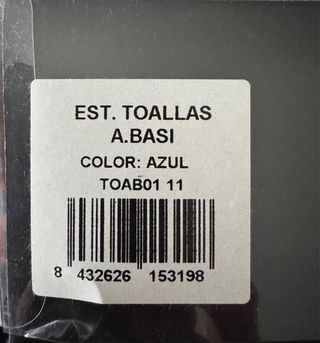 EST. TOALLAS
A.BASI
COLOR: AZUL
TOAB01 11
8 432626 153198